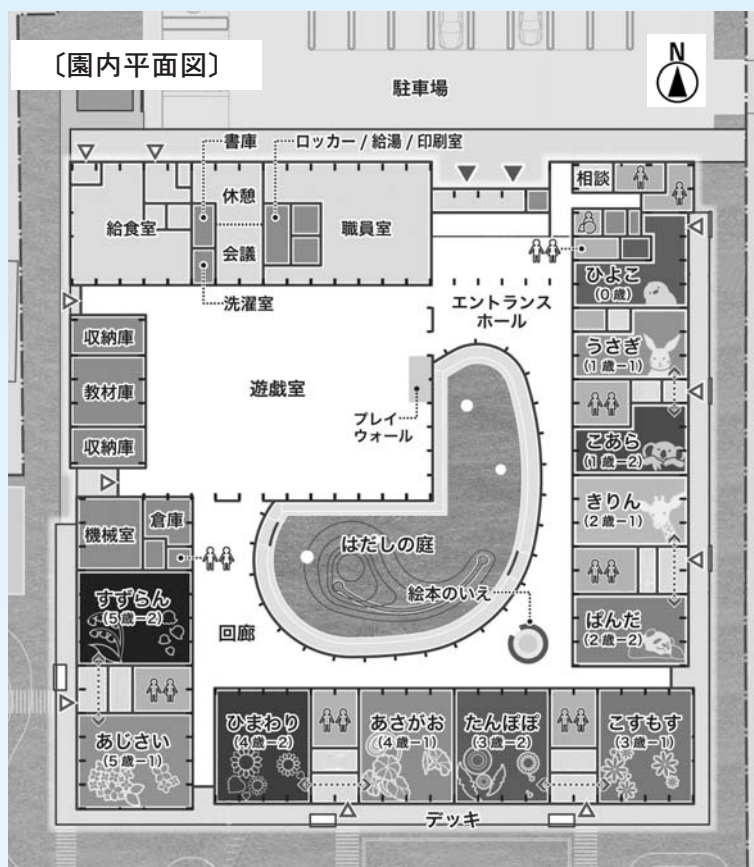 〔園内平面図〕
N
駐車場
書庫
ロッカー / 給湯 / 印刷室
休憩
給食室
会議
職員室
洗濯室
相談
ひよこ
(0歳)
エントランス
ホール
うさぎ
(1歳−1)
収納庫
教材庫
収納庫
遊戯室
プレイ
ウォール
こあら
(1歳−2)
きりん
(2歳−1)
機械室
倉庫
はだしの庭
絵本のいえ
ぱんだ
(2歳−2)
すずらん
(5歳−2)
回廊
あじさい
(5歳−1)
ひまわり
(4歳−2)
あさがお
(4歳−1)
たんぽぽ
(3歳−2)
こすもす
(3歳−1)
デッキ